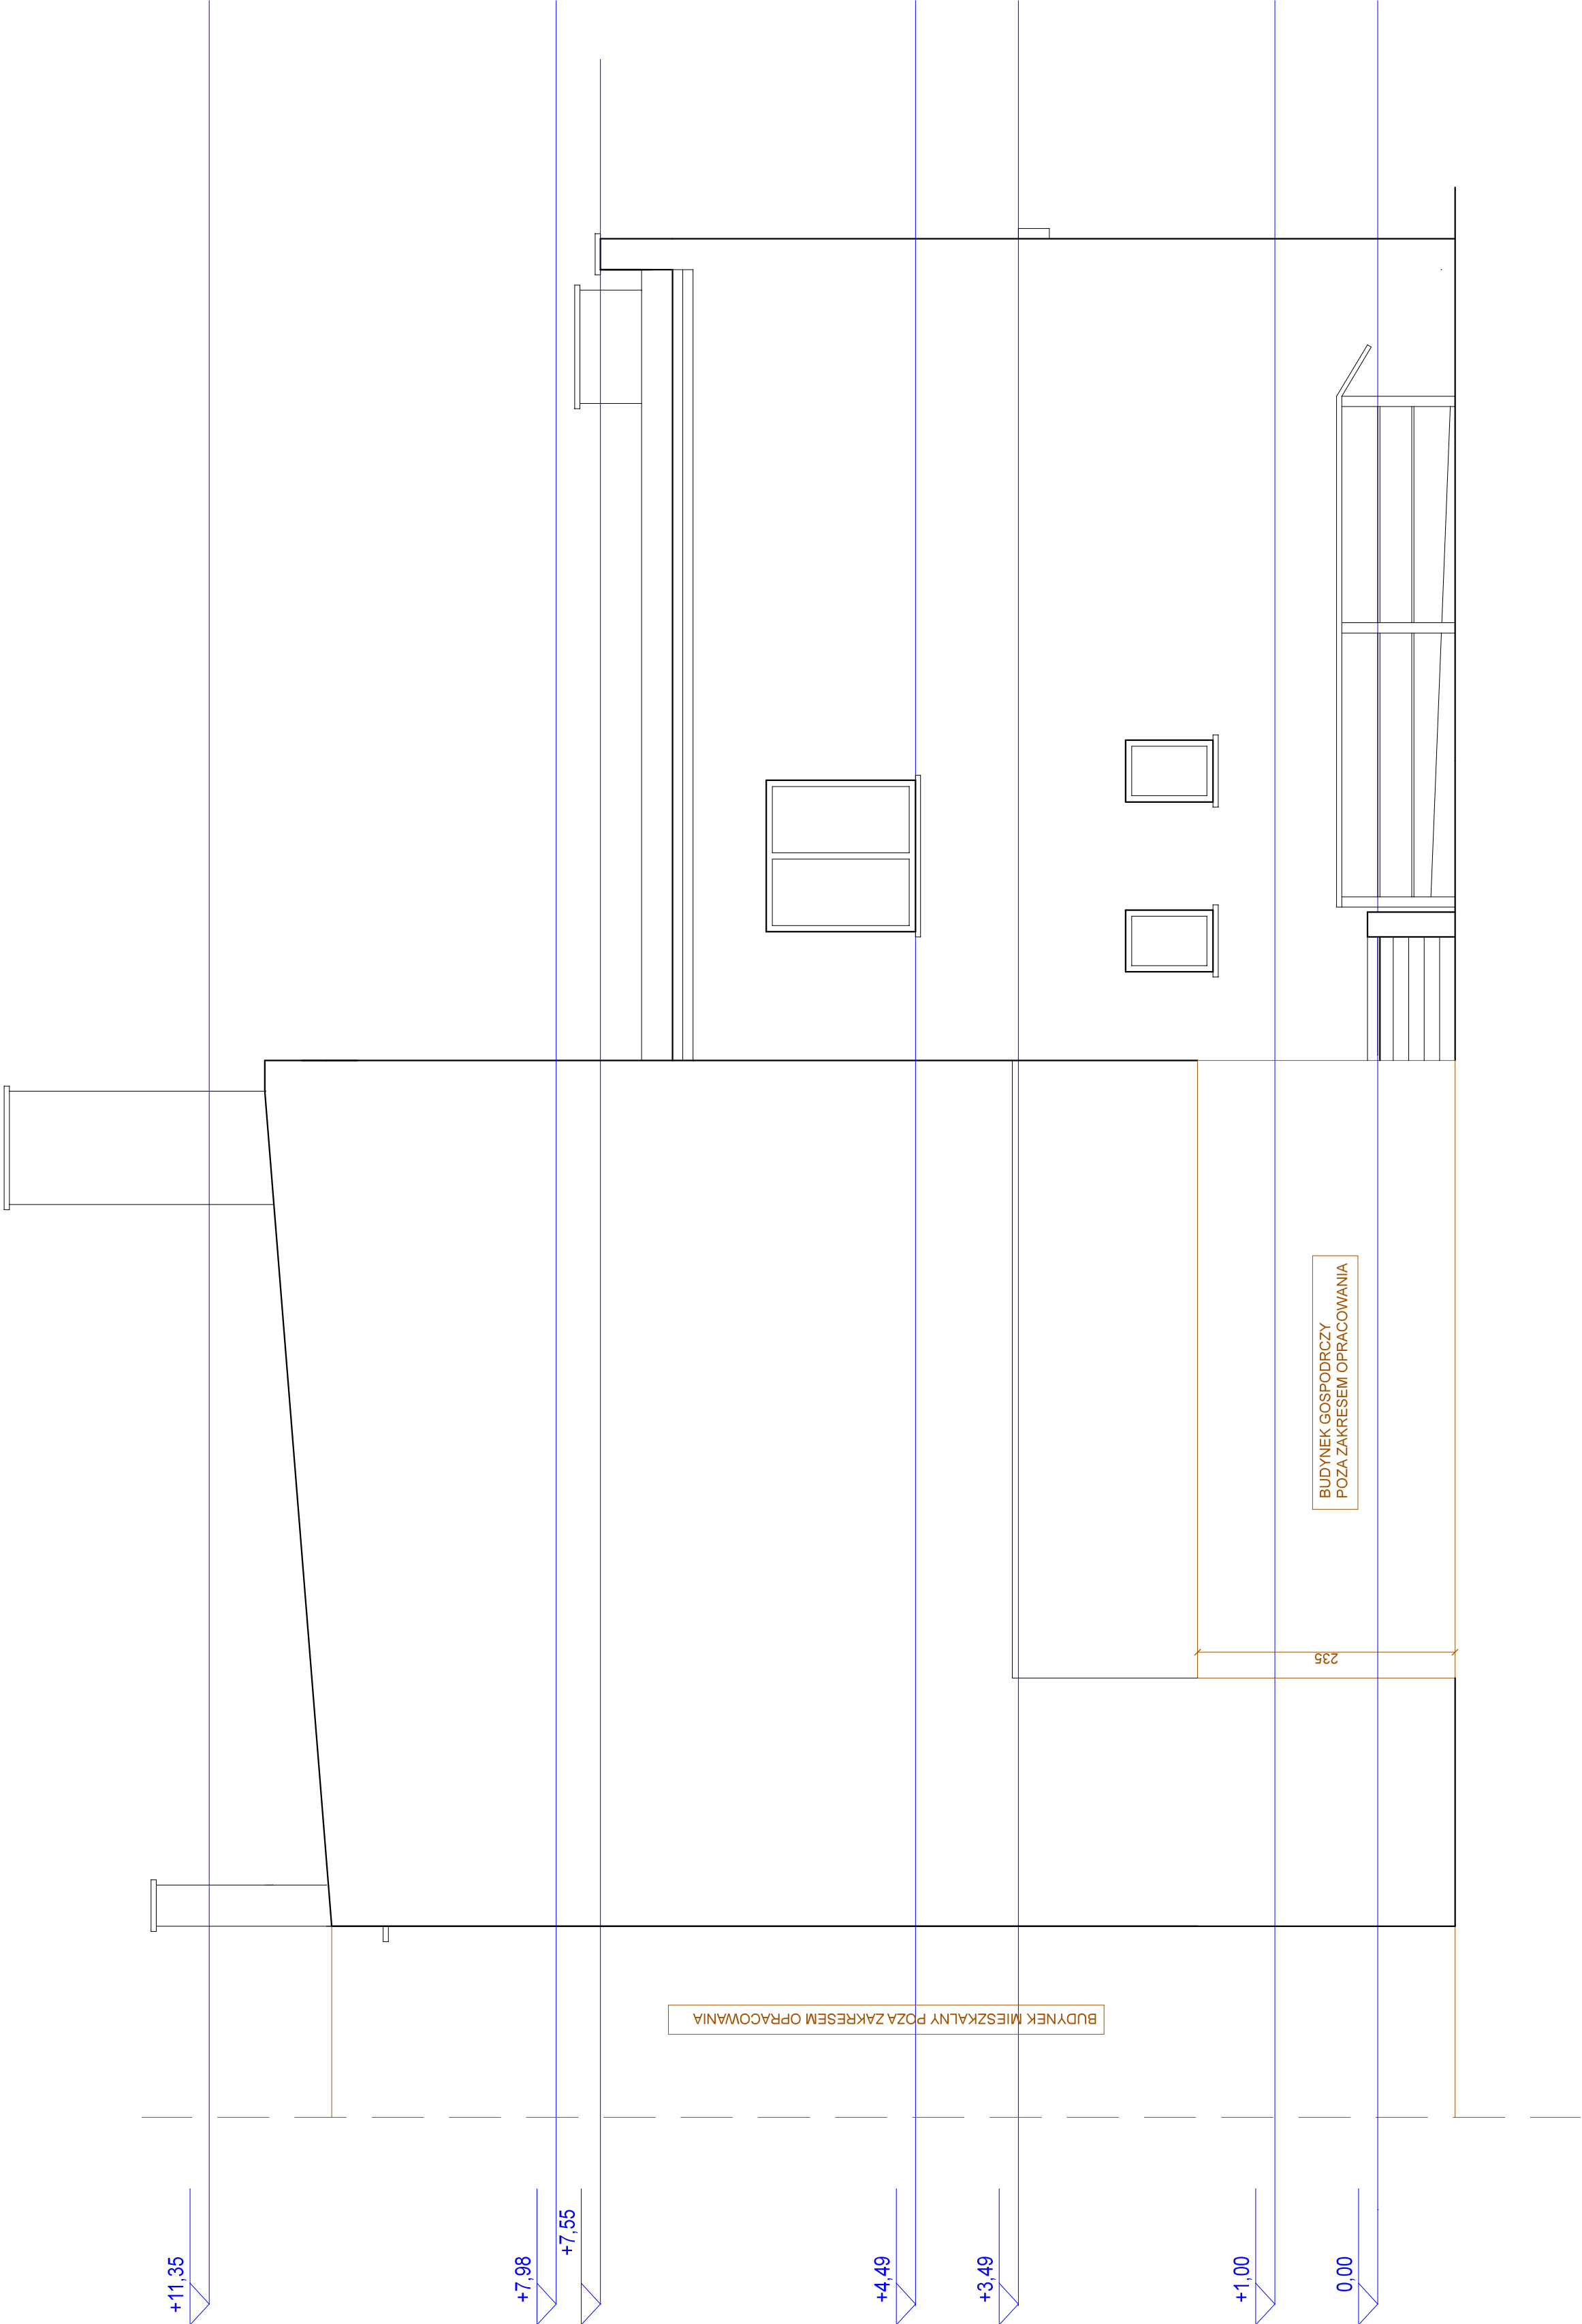 +11,35
+7,98
+7,55
+4,49
+3,49
+1,00
0,00
BUDYNEK MIESZKALNY POZA ZAKRESEM OPRACOWANIA
235
BUDYNEK GOSPODRCZY
POZA ZAKRESEM OPRACOWANIA